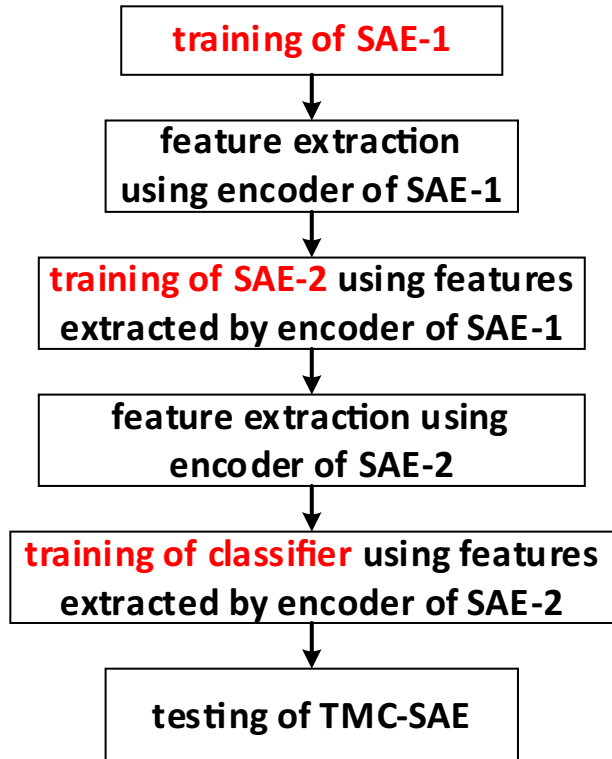 training of SAE-1
feature extraction
using encoder of SAE-1
training of SAE-2 using features
extracted by encoder of SAE-1
feature extraction using
encoder of SAE-2
training of classifier using features
extracted by encoder of SAE-2
testing of TMC-SAE